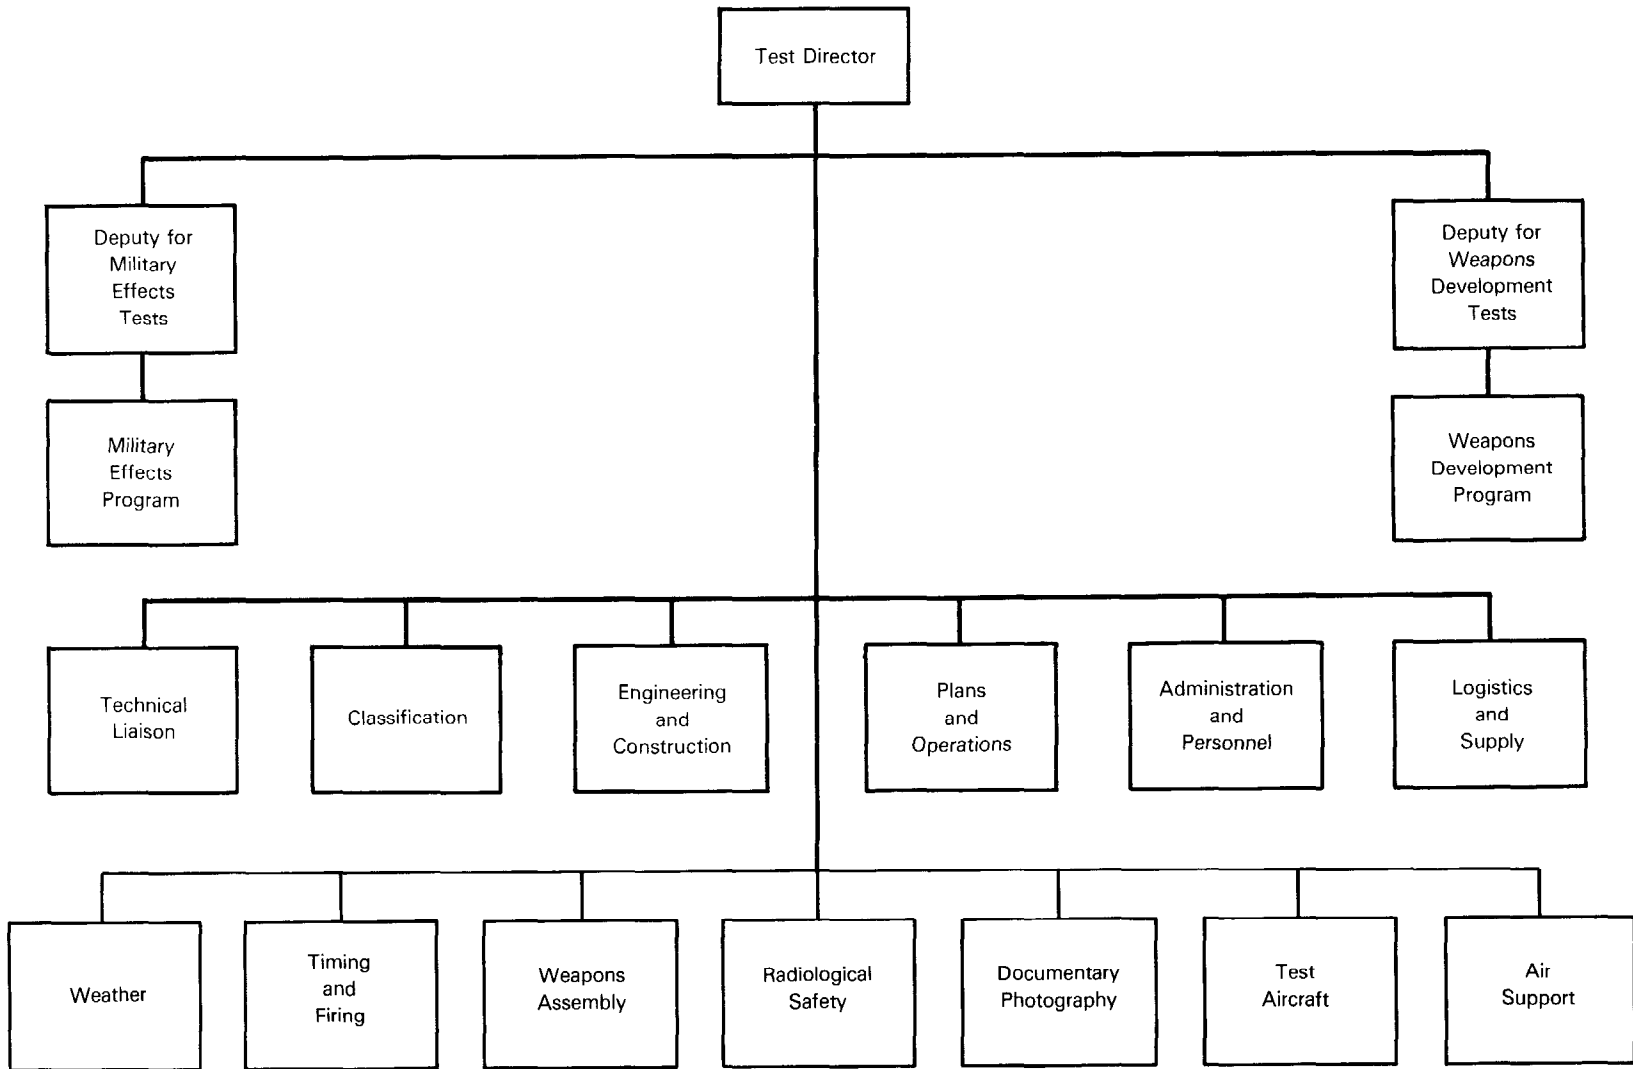 Test Director
Deputy for
Military
Effects
Tests
Deputy for
Weapons
Development
Tests
Military
Effects
Program
Weapons
Development
Program
Technical
Liaison
Classification
Engineering
and
Construction
Plans
and
Operations
Administration
and
Personnel
Logistics
and
Supply
Weather
Timing
and
Firing
Weapons
Assembly
Radiological
Safety
Documentary
Photography
Test
Aircraft
Air
Support